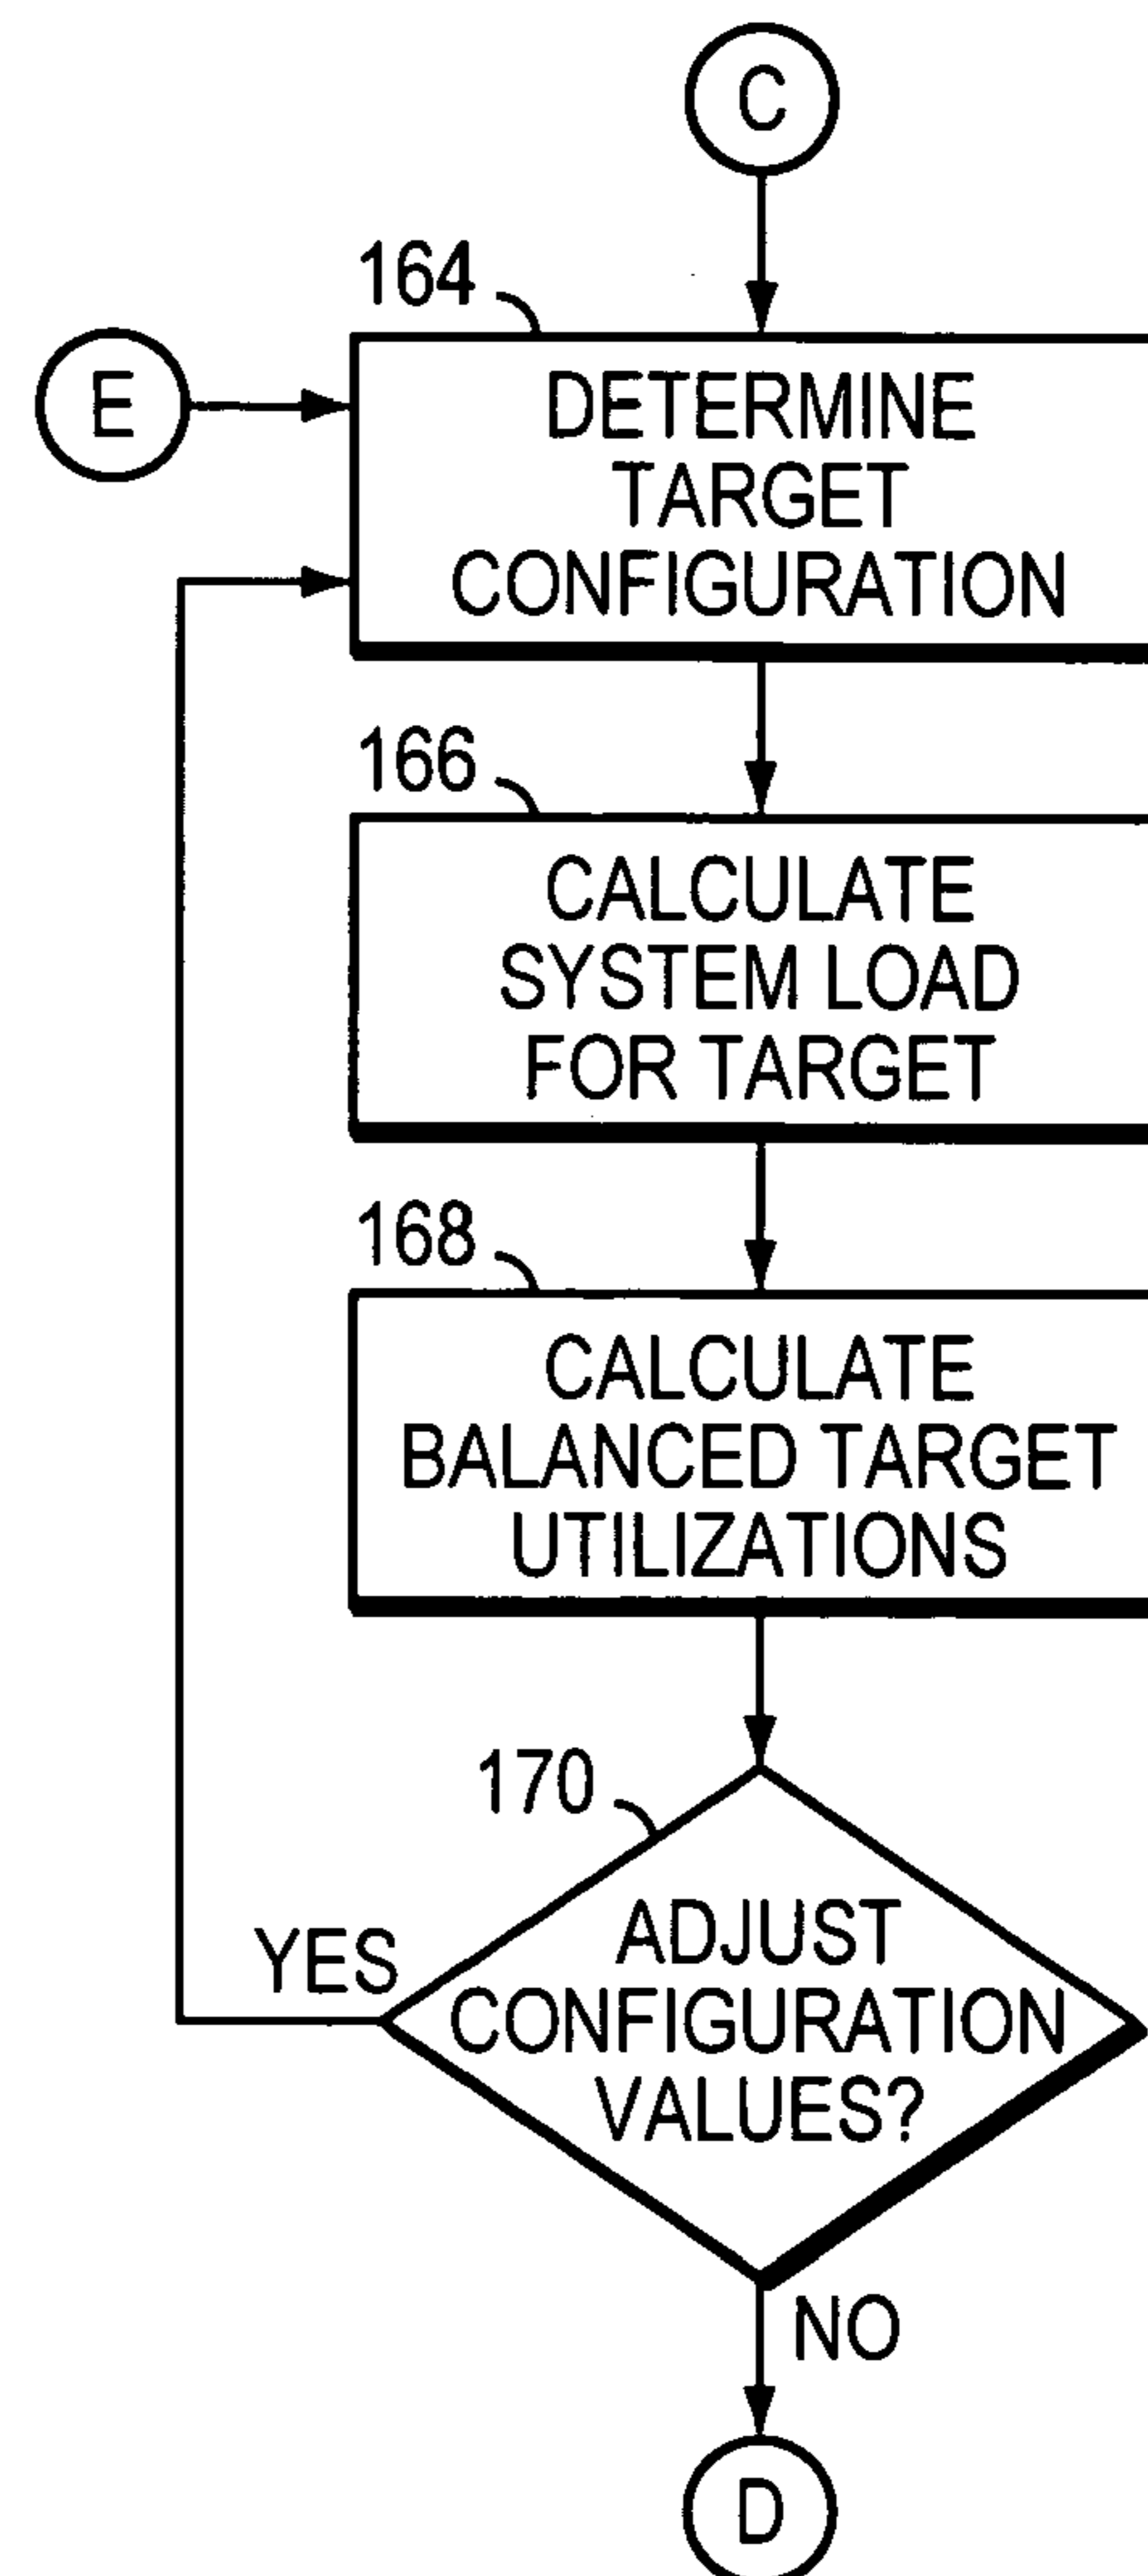 C
164
E
DETERMINE
TARGET
CONFIGURATION
166
CALCULATE
SYSTEM LOAD
FOR TARGET
168
CALCULATE
BALANCED TARGET
UTILIZATIONS
170
ADJUST
CONFIGURATION
VALUES?
YES
NO
D